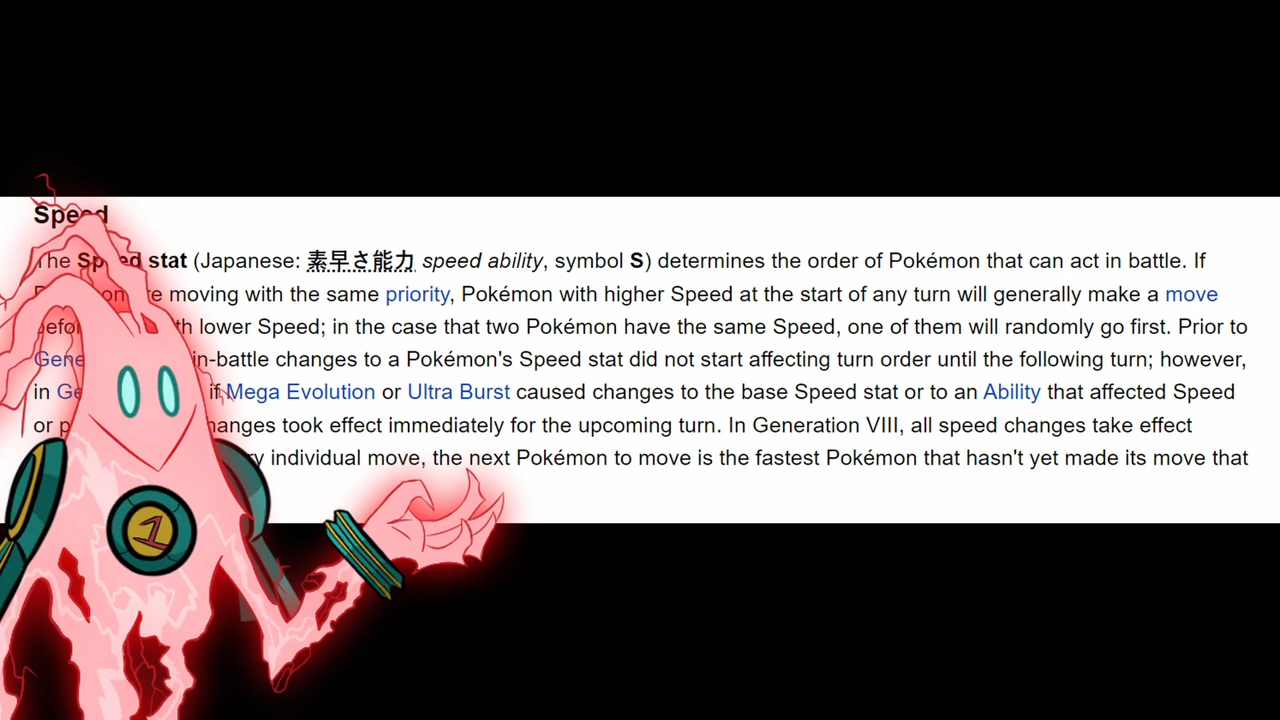 Speed
The Speed stat (Japanese: 素早さ能力 speed ability, symbol S) determines the order of Pokémon that can act in battle. If
moving with the same priority, Pokémon with higher Speed at the start of any turn will generally make a move
lower Speed; in the case that two Pokémon have the same Speed, one of them will randomly go first. Prior to
in-battle changes to a Pokémon's Speed stat did not start affecting turn order until the following turn; however,
in if Mega Evolution or Ultra Burst caused changes to the base Speed stat or to an Ability that affected Speed
or changes took effect immediately for the upcoming turn. In Generation VIII, all speed changes take effect
individual move, the next Pokémon to move is the fastest Pokémon that hasn't yet made its move that
1